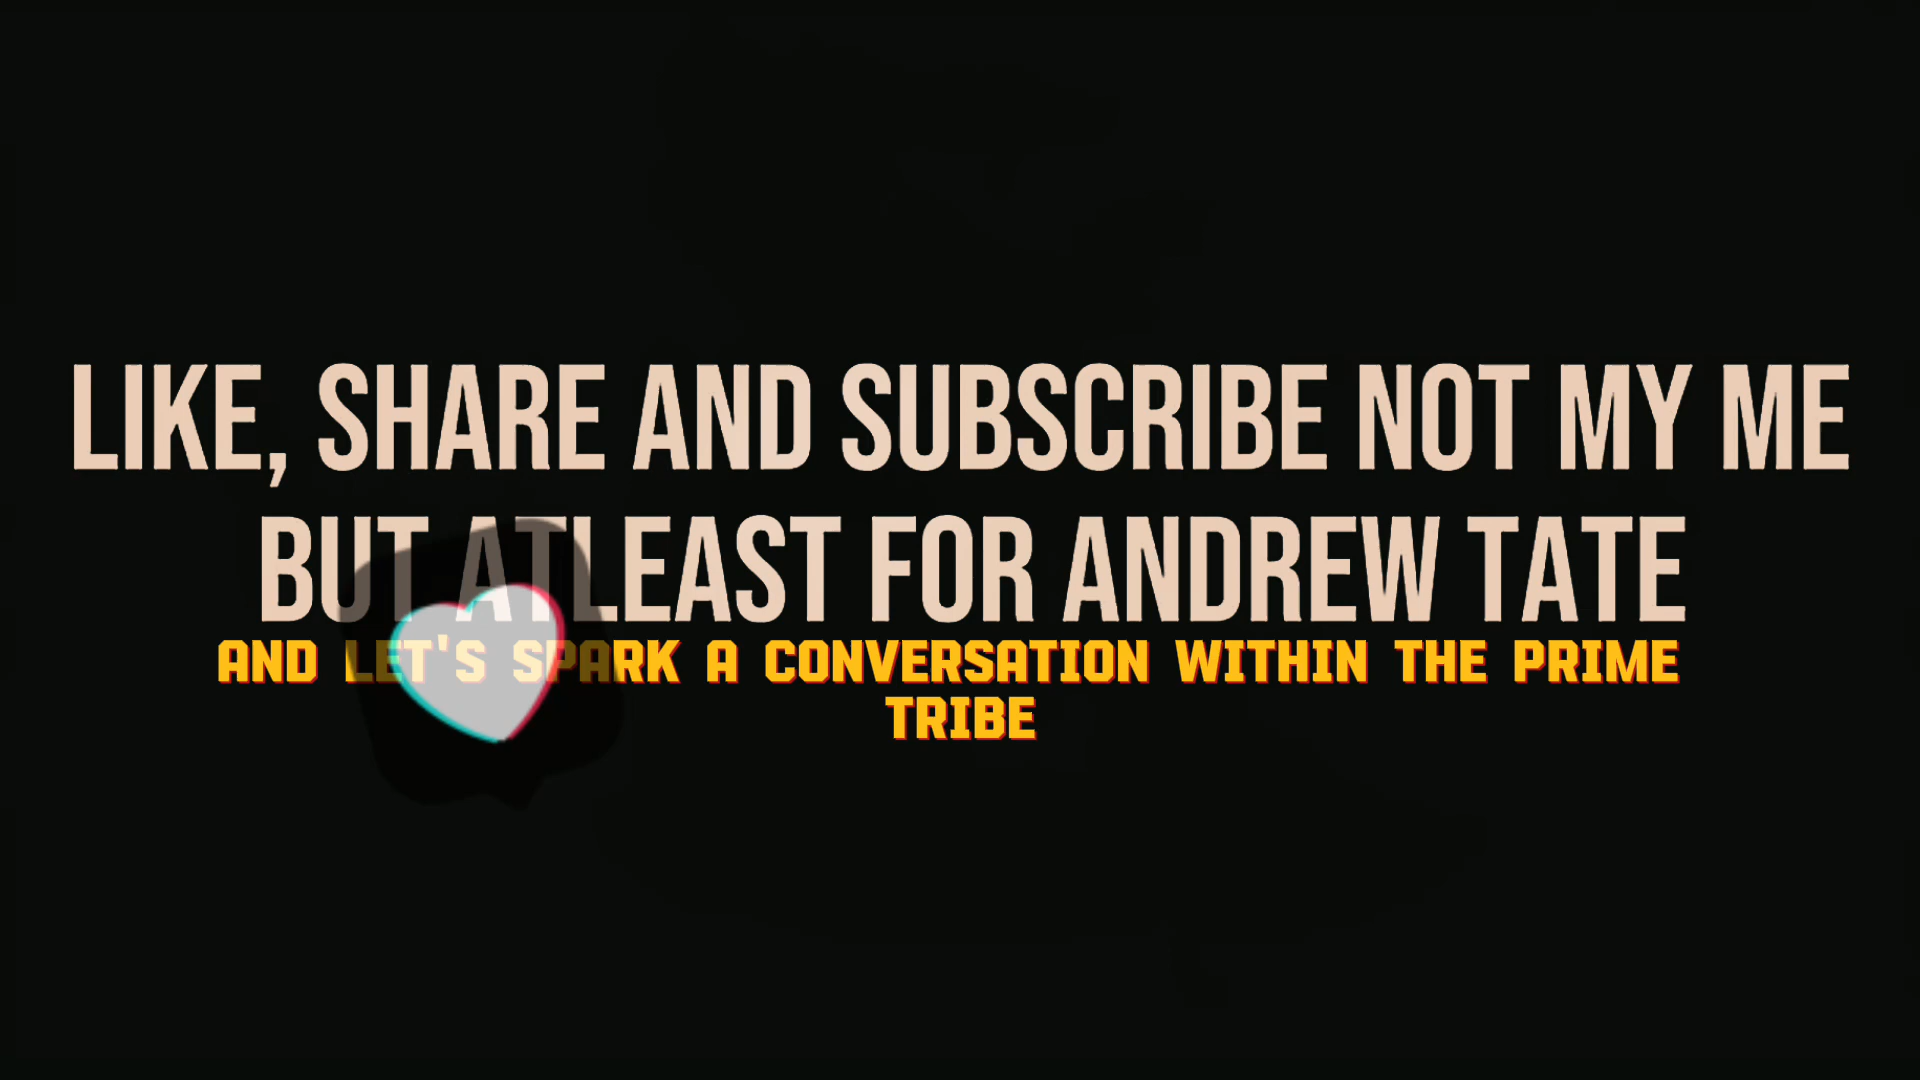 LIKE, SHARE AND SUBSCRIBE NOT MY ME
BUT ATLEAST FOR ANDREW TATE
AND LET'S SPARK A CONVERSATION WITHIN THE PRIME
TRIBE